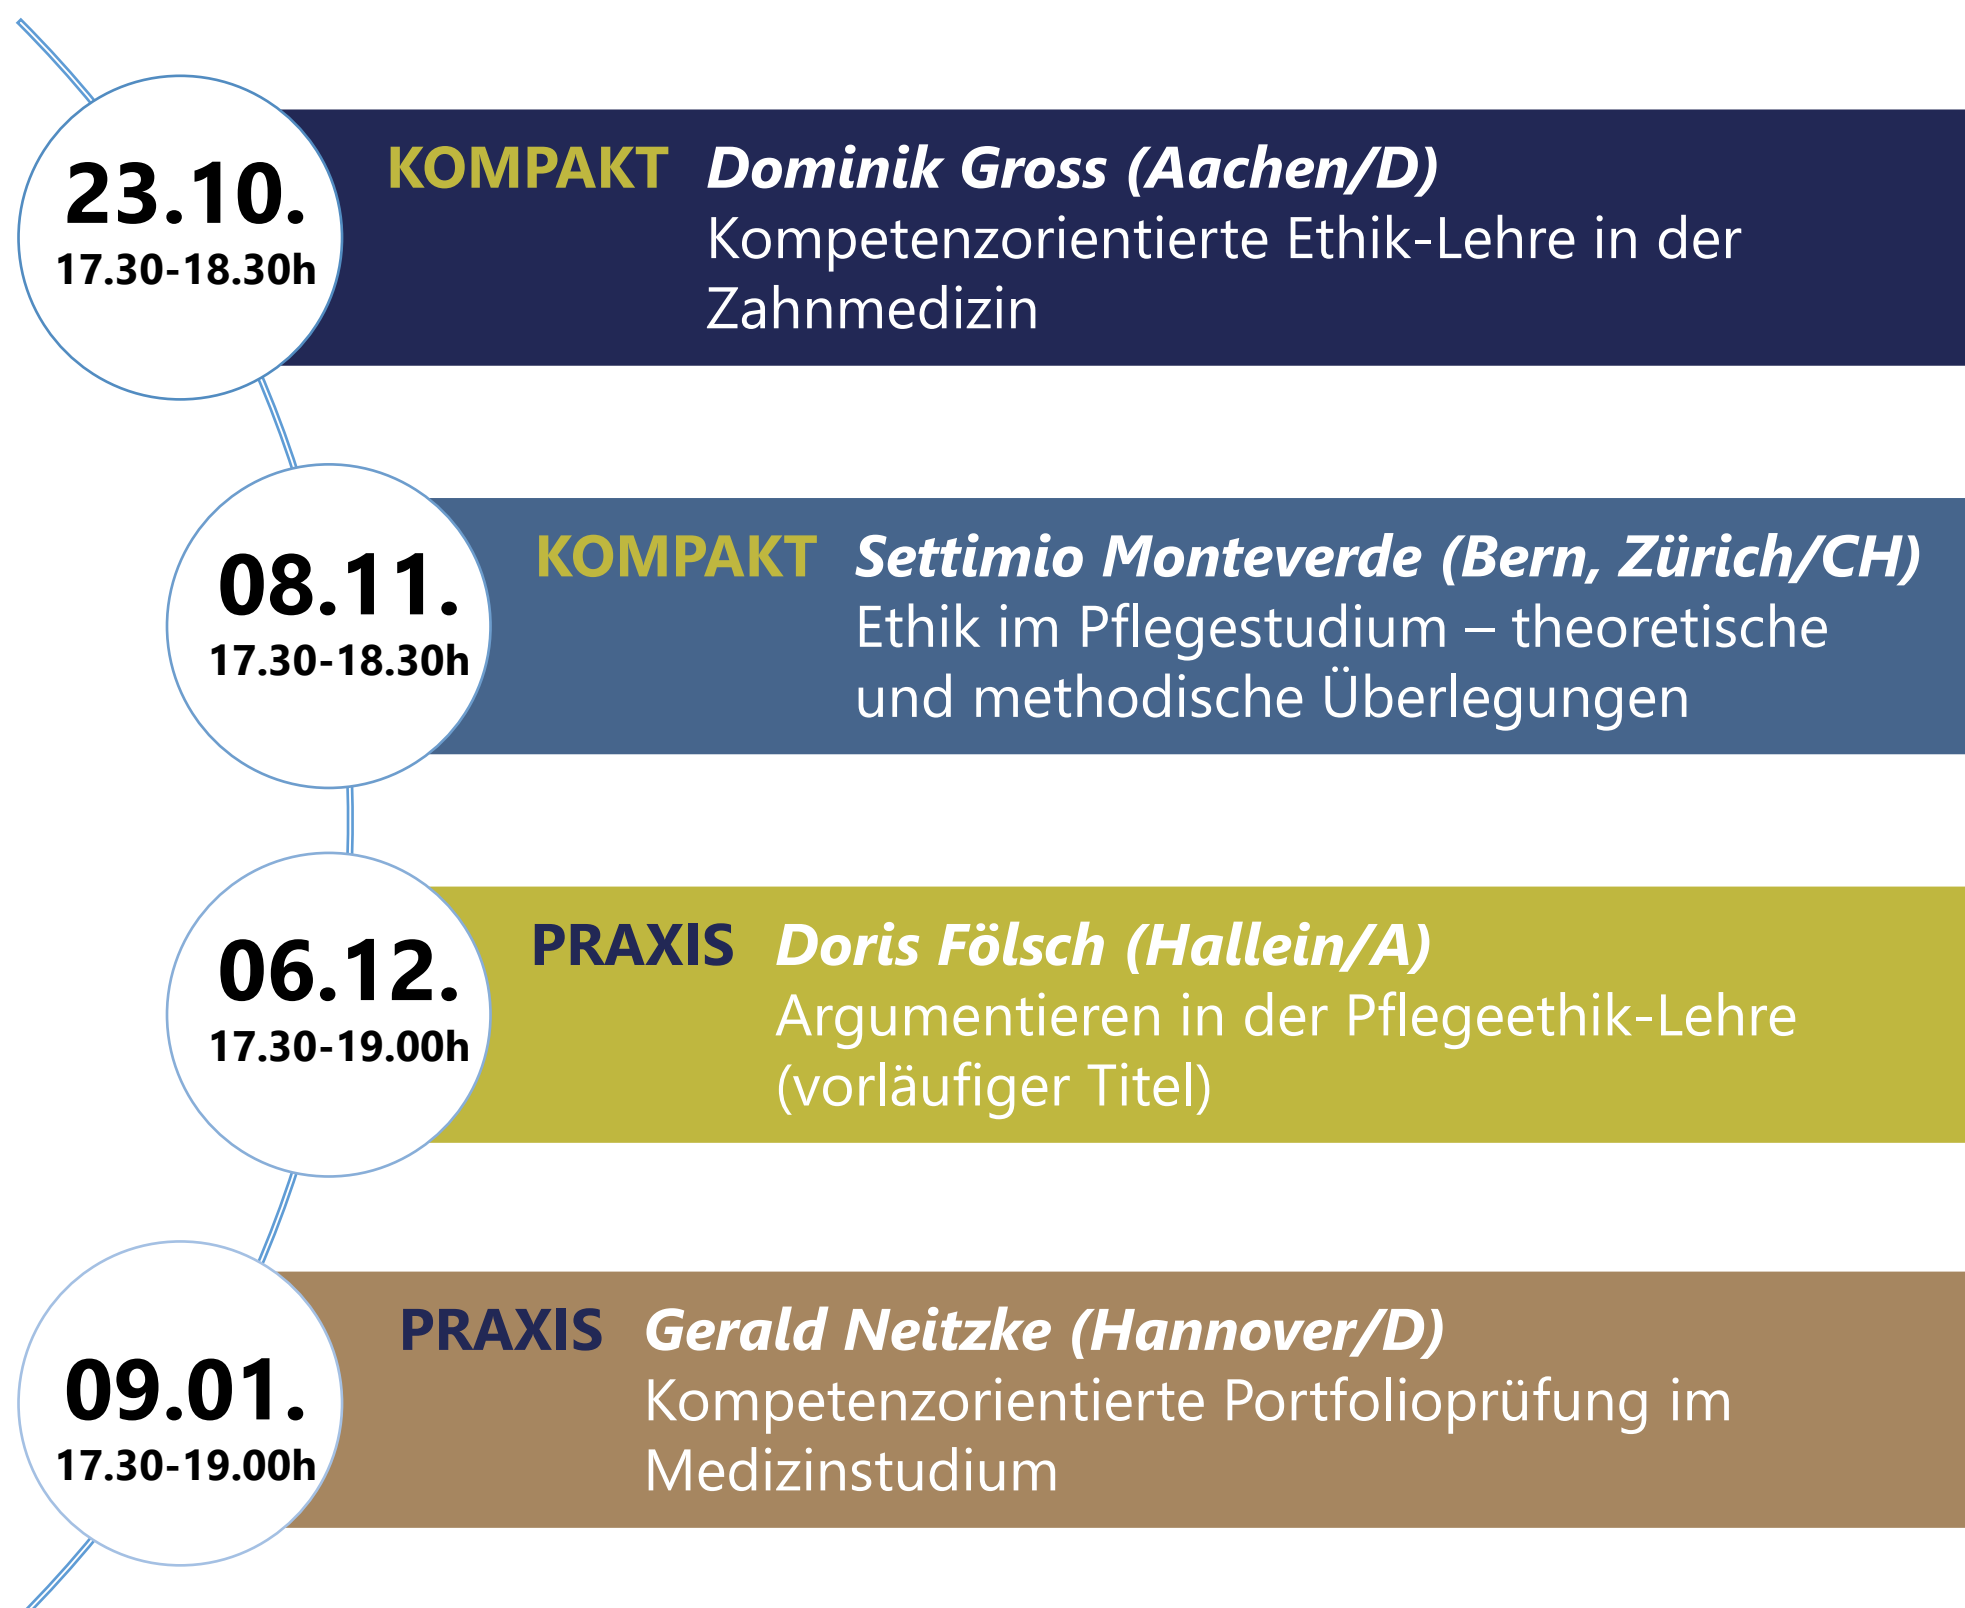 23.10.
17.30-18.30h
KOMPAKT Dominik Gross (Aachen/D)
Kompetenzorientierte Ethik-Lehre in der
Zahnmedizin
08.11.
17.30-18.30h
KOMPAKT Settimio Monteverde (Bern, Zürich/CH)
Ethik im Pflegestudium – theoretische
und methodische Überlegungen
06.12.
17.30-19.00h
PRAXIS Doris Fölsch (Hallein/A)
Argumentieren in der Pflegeethik-Lehre
(vorläufiger Titel)
09.01.
17.30-19.00h
PRAXIS Gerald Neitzke (Hannover/D)
Kompetenzorientierte Portfolioprüfung im
Medizinstudium